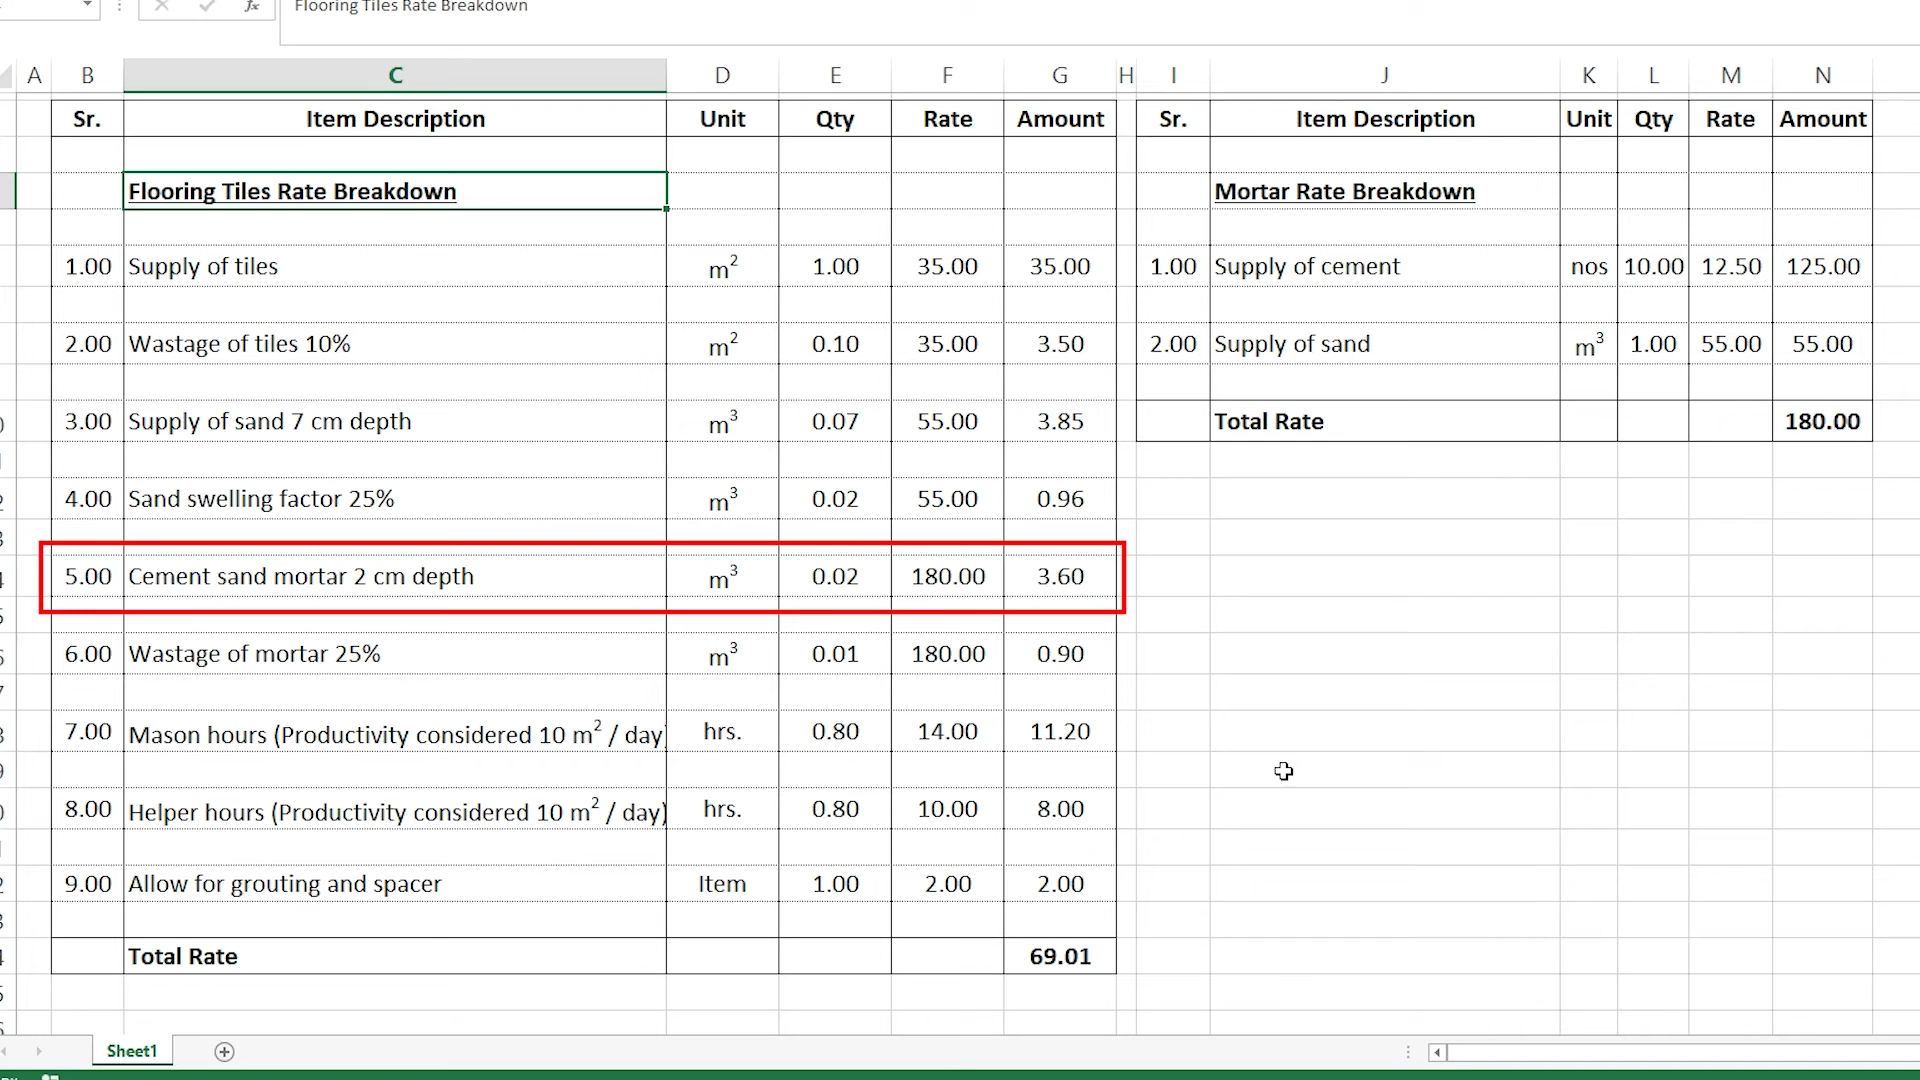 Flooring Tiles Rate Breakdown
A B C D E F G H I J K L M N
Sr. Item Description Unit Qty Rate Amount Sr. Item Description Unit Qty Rate Amount
Flooring Tiles Rate Breakdown Mortar Rate Breakdown
1.00 Supply of tiles m² 1.00 35.00 35.00 1.00 Supply of cement nos 10.00 12.50 125.00
2.00 Wastage of tiles 10% m² 0.10 35.00 3.50 2.00 Supply of sand m³ 1.00 55.00 55.00
3.00 Supply of sand 7 cm depth m³ 0.07 55.00 3.85 Total Rate 180.00
4.00 Sand swelling factor 25% m³ 0.02 55.00 0.96
5.00 Cement sand mortar 2 cm depth m³ 0.02 180.00 3.60
6.00 Wastage of mortar 25% m³ 0.01 180.00 0.90
7.00 Mason hours (Productivity considered 10 m² / day) hrs. 0.80 14.00 11.20
8.00 Helper hours (Productivity considered 10 m² / day) hrs. 0.80 10.00 8.00
9.00 Allow for grouting and spacer Item 1.00 2.00 2.00
Total Rate 69.01
Sheet1